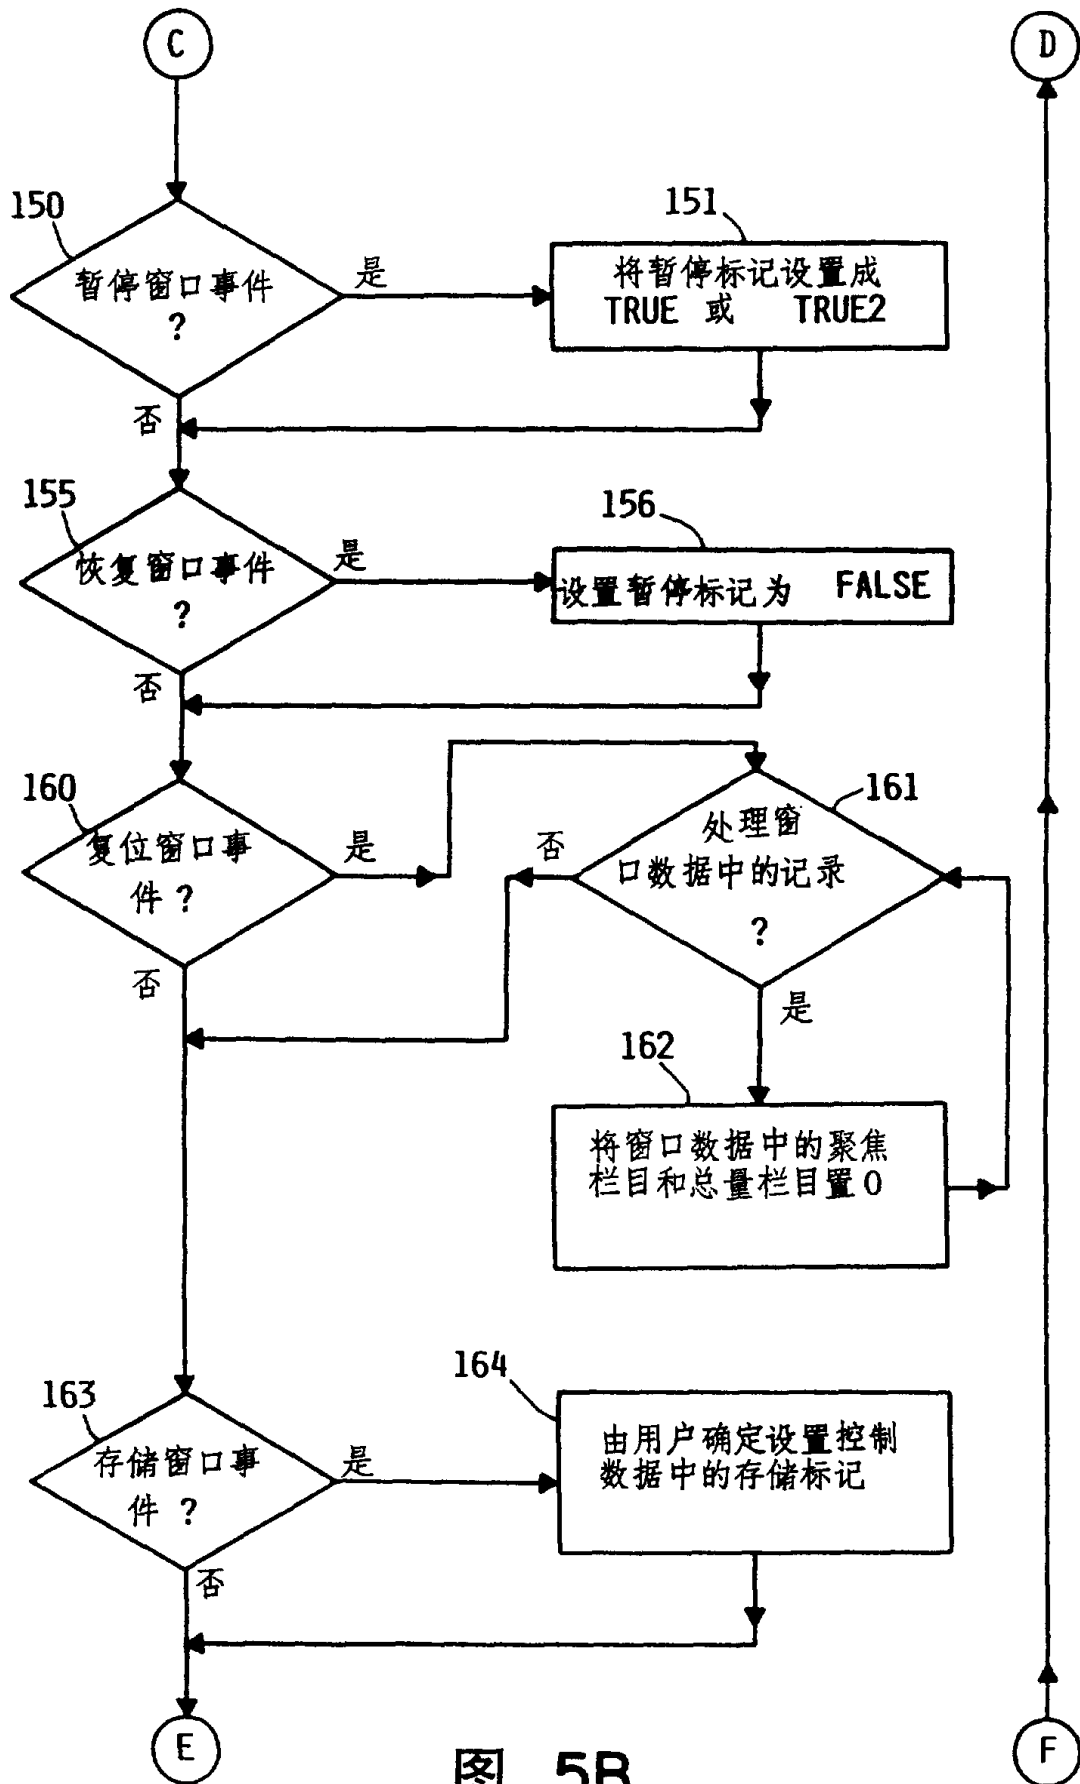 C
D
150
暂停窗口事件
?
是
否
151
将暂停标记设置成
TRUE 或 TRUE2
155
恢复窗口事件
?
是
否
156
设置暂停标记为 FALSE
160
复位窗口事
件?
是
否
161
处理窗
口数据中的记录
?
否
是
162
将窗口数据中的聚焦
栏目和总量栏目置0
163
存储窗口事
件?
是
否
164
由用户确定设置控制
数据中的存储标记
E
F
图 5B